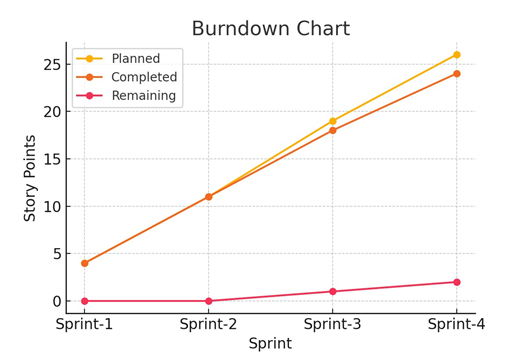 Burndown Chart
Planned
Completed
Remaining
25
20
15
10
5
0
Story Points
Sprint-1 Sprint-2 Sprint-3 Sprint-4
Sprint